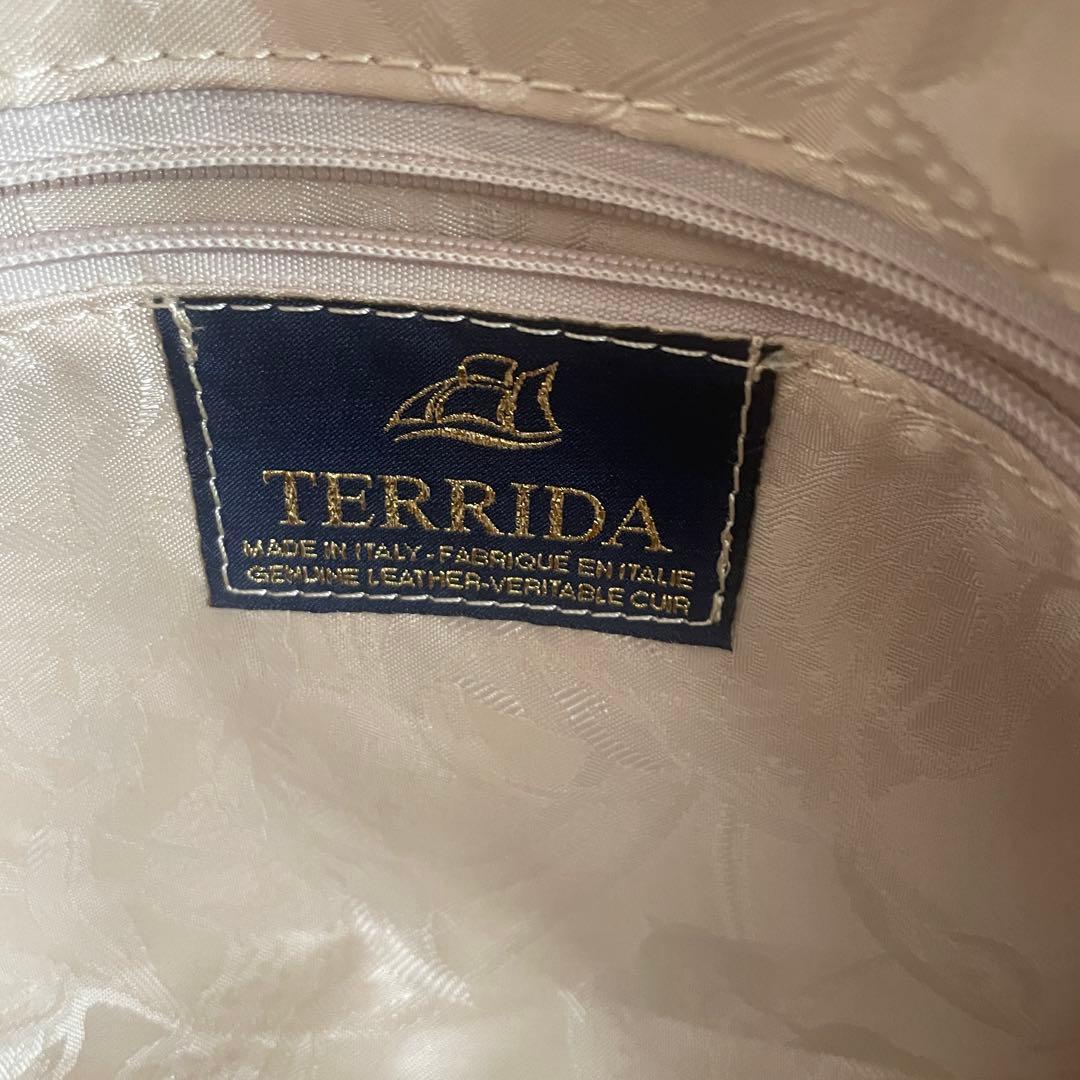 TERRIDA
MADE IN ITALY - FABRIQUÉ EN ITALIE
GENUINE LEATHER-VERITABLE CUIR